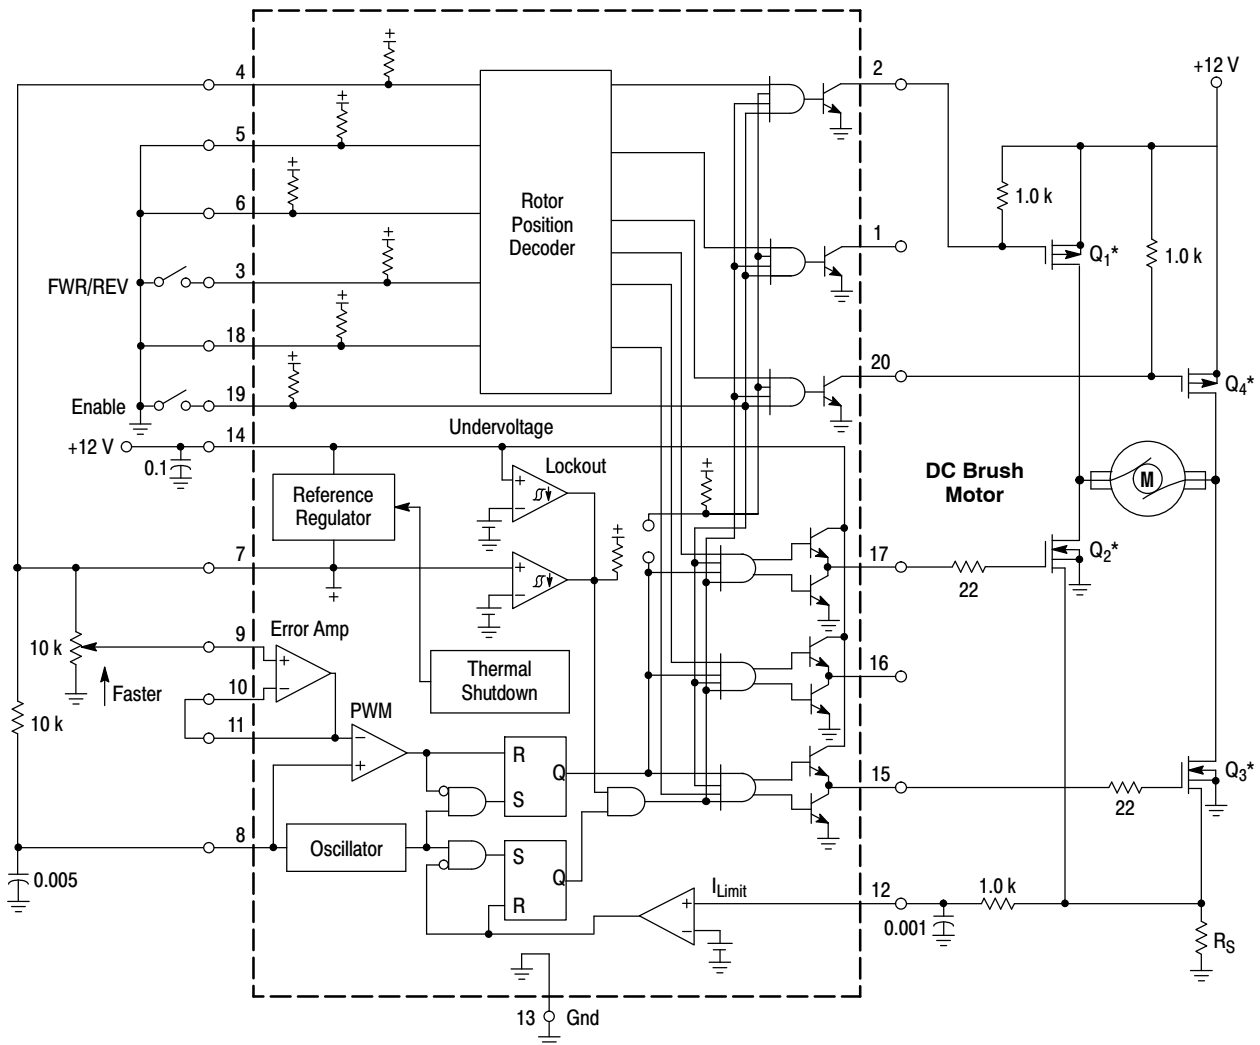 4
2
+12 V
5
1.0 k
6
Rotor
Position
Decoder
1
Q1*
1.0 k
3
FWR/REV
18
20
Q4*
Enable
19
14
+12 V
0.1
Undervoltage
Lockout
DC Brush
Motor
M
Reference
Regulator
7
17
22
Q2*
9
Error Amp
10 k
Faster
10
11
10 k
Thermal
Shutdown
16
PWM
R
Q
S
15
22
Q3*
8
Oscillator
0.005
S
Q
R
ILimit
12
1.0 k
0.001
RS
13
Gnd